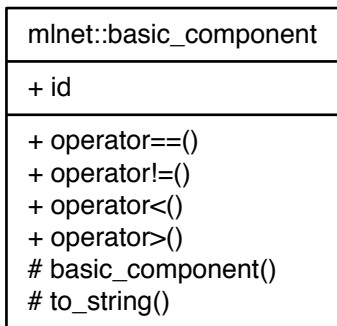 mlnet::basic_component
+ id
+ operator==()
+ operator!=()
+ operator<()
+ operator>()
# basic_component()
# to_string()